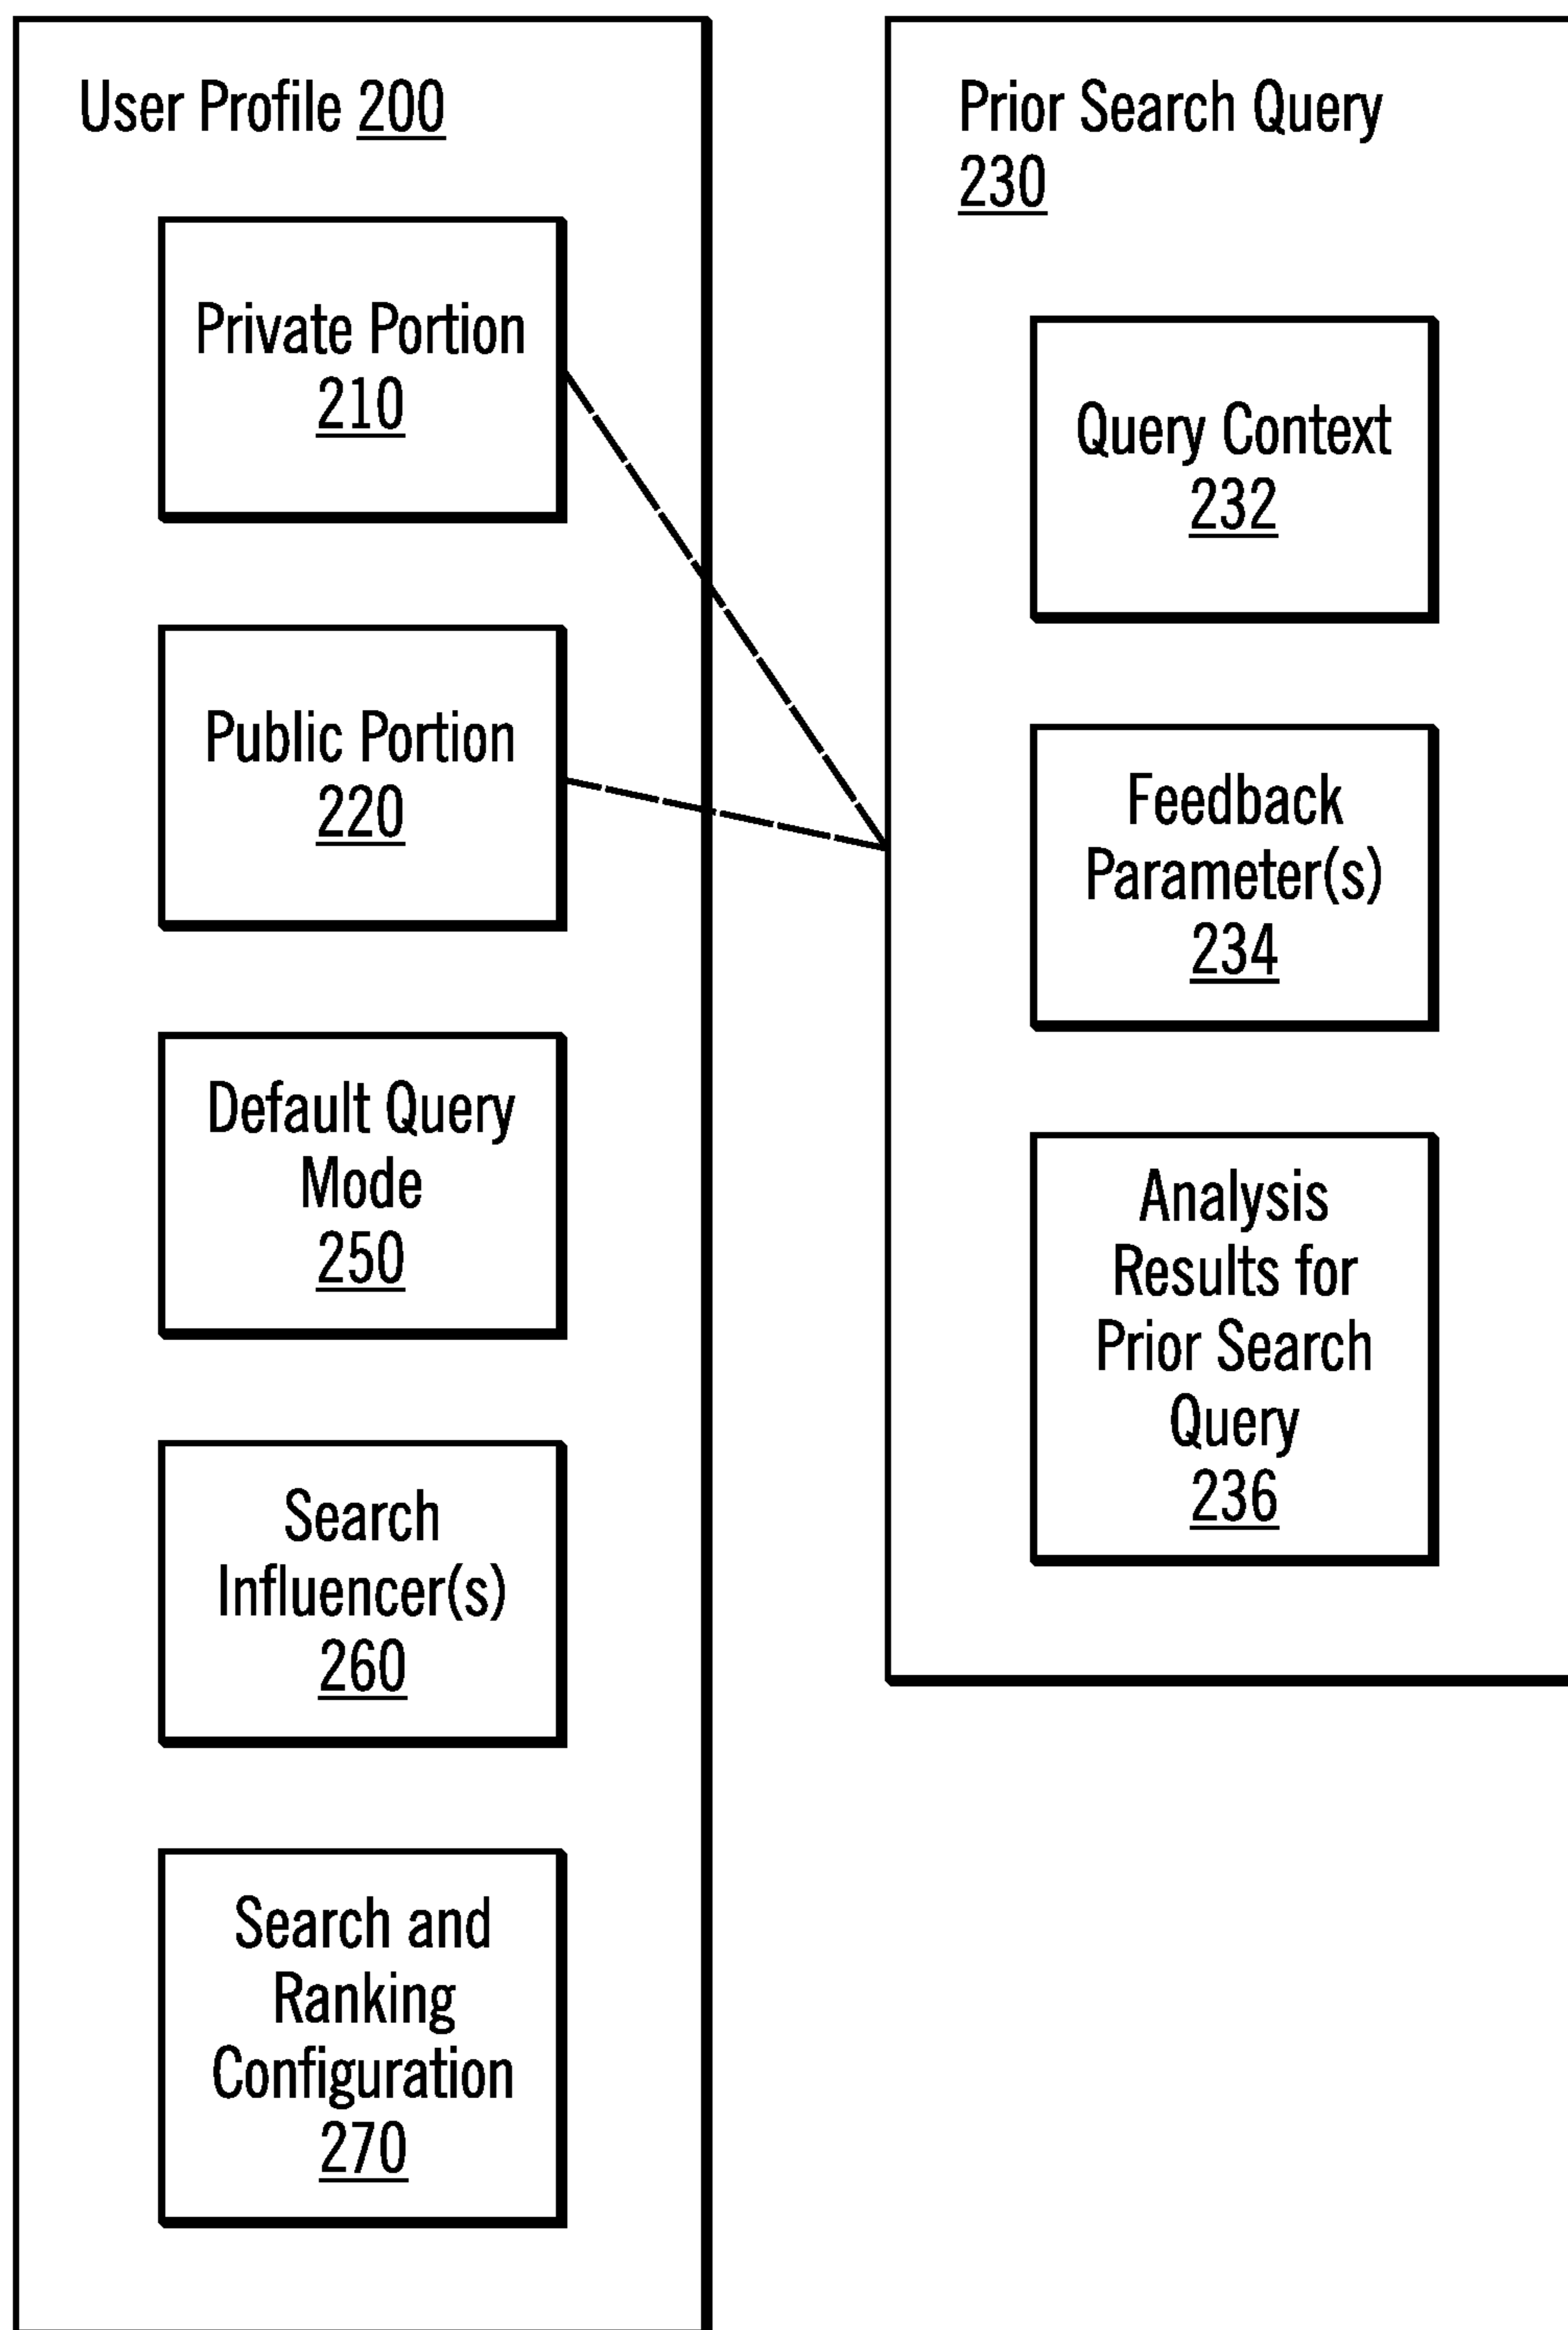 User Profile 200
Private Portion
210
Public Portion
220
Default Query
Mode
250
Search
Influencer(s)
260
Search and
Ranking
Configuration
270
Prior Search Query
230
Query Context
232
Feedback
Parameter(s)
234
Analysis
Results for
Prior Search
Query
236